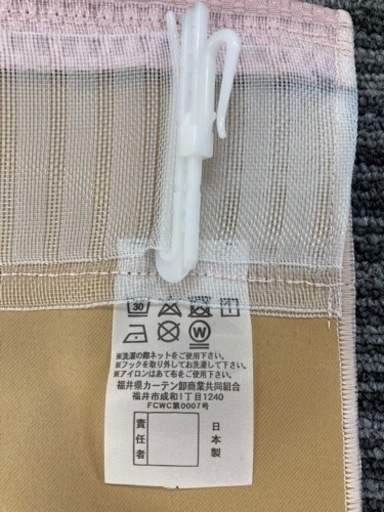 30
W
※洗濯の際ネットをご使用下さい。
※フックを取り外してお洗濯して下さい。
※アイロンはあて布をご使用下さい。
福井県カーテン卸商業共同組合
福井市成和1丁目1240
FCWC第0007号
責任者
日本製